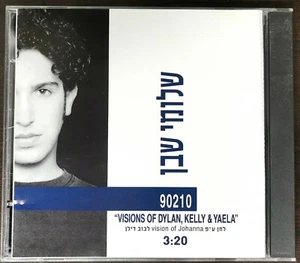 שלומי שבן
90210
"VISIONS OF DYLAN, KELLY & YAELA"
לחן ע"פ vision of Johanna לבוב דילן
3:20